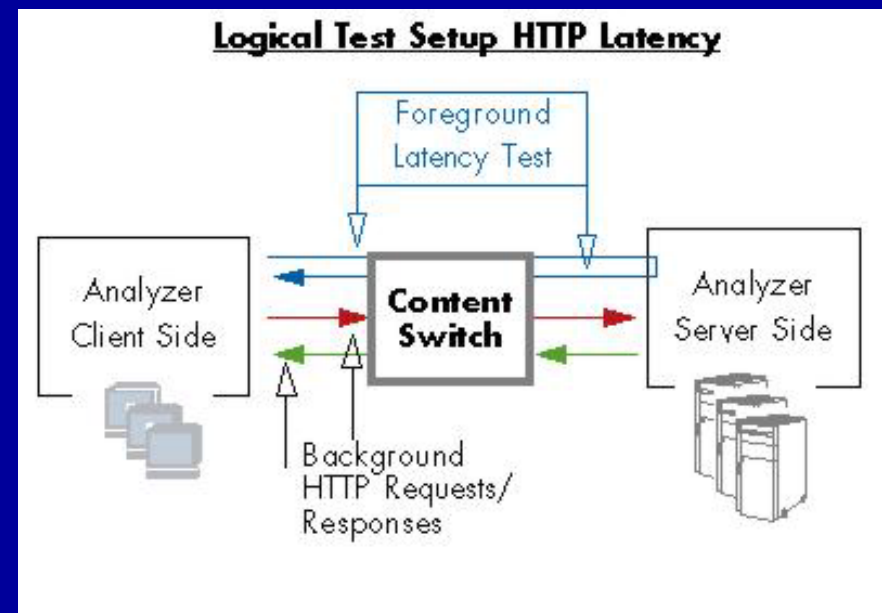 Logical Test Setup HTTP Latency
Foreground
Latency Test
Analyzer
Client Side
Content
Switch
Analyzer
Server Side
Background
HTTP Requests/
Responses